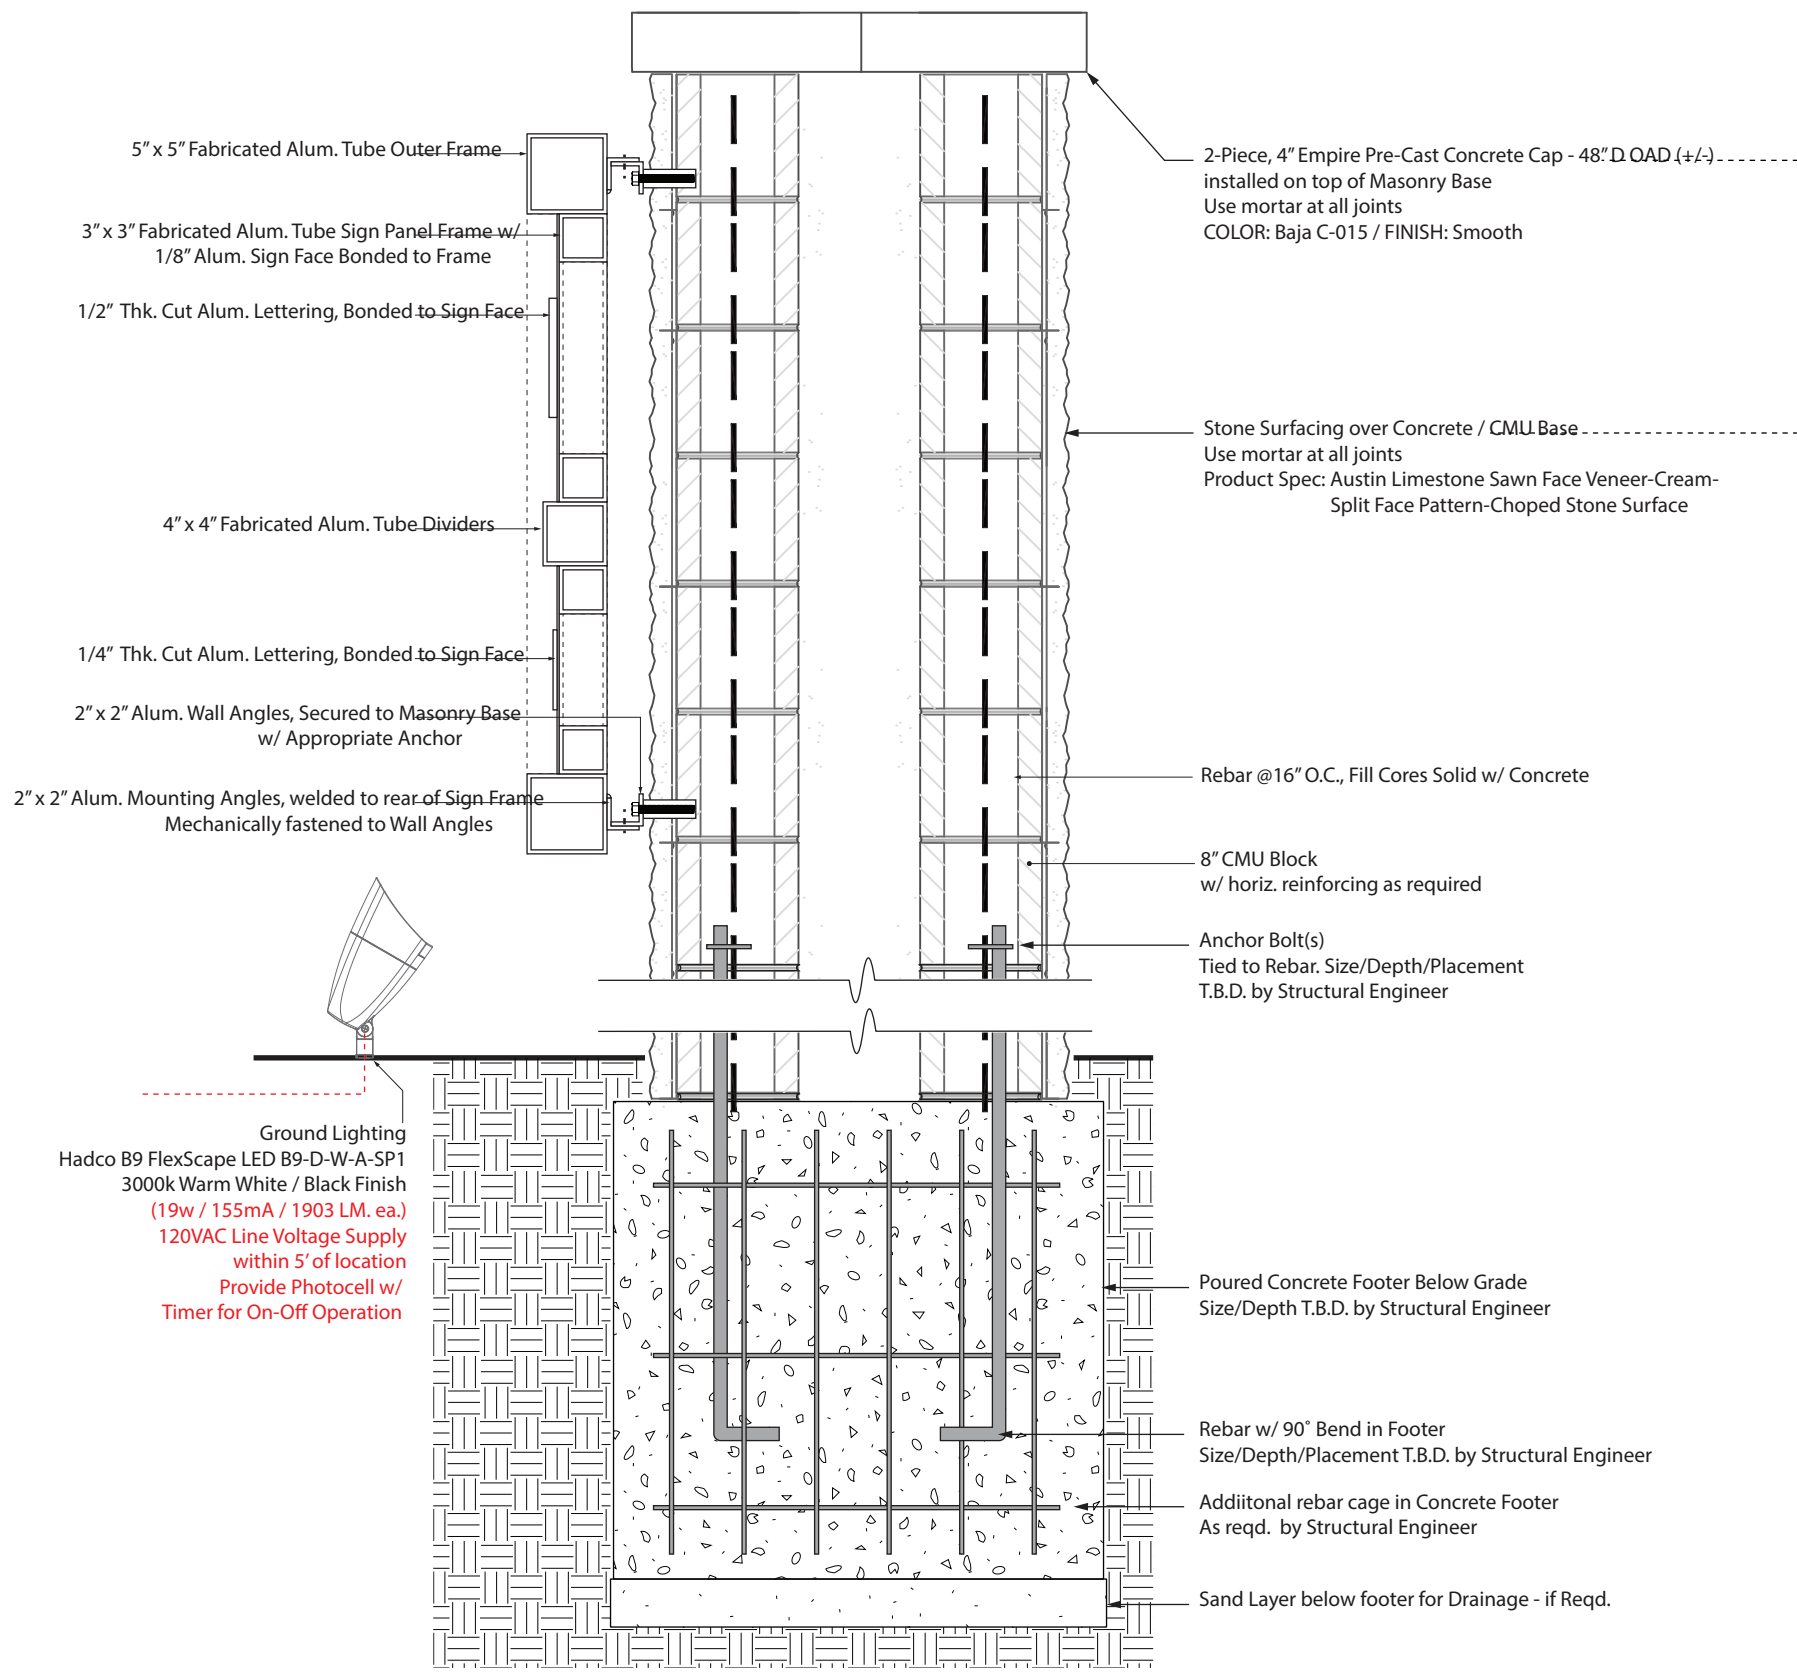 5" x 5" Fabricated Alum. Tube Outer Frame
3" x 3" Fabricated Alum. Tube Sign Panel Frame w/
1/8" Alum. Sign Face Bonded to Frame
1/2" Thk. Cut Alum. Lettering, Bonded to Sign Face
4" x 4" Fabricated Alum. Tube Dividers
1/4" Thk. Cut Alum. Lettering, Bonded to Sign Face
2" x 2" Alum. Wall Angles, Secured to Masonry Base
w/ Appropriate Anchor
2" x 2" Alum. Mounting Angles, welded to rear of Sign Frame
Mechanically fastened to Wall Angles
Ground Lighting
Hadco B9 FlexScape LED B9-D-W-A-SP1
3000k Warm White / Black Finish
(19w / 155mA / 1903 LM. ea.)
120VAC Line Voltage Supply
within 5' of location
Provide Photocell w/
Timer for On-Off Operation
2-Piece, 4" Empire Pre-Cast Concrete Cap - 48" D OAD (+/-)
installed on top of Masonry Base
Use mortar at all joints
COLOR: Baja C-015 / FINISH: Smooth
Stone Surfacing over Concrete / CMU Base
Use mortar at all joints
Product Spec: Austin Limestone Sawn Face Veneer-Cream-
Split Face Pattern-Choped Stone Surface
Rebar @16" O.C., Fill Cores Solid w/ Concrete
8" CMU Block
w/ horiz. reinforcing as required
Anchor Bolt(s)
Tied to Rebar. Size/Depth/Placement
T.B.D. by Structural Engineer
Poured Concrete Footer Below Grade
Size/Depth T.B.D. by Structural Engineer
Rebar w/ 90° Bend in Footer
Size/Depth/Placement T.B.D. by Structural Engineer
Addiitonal rebar cage in Concrete Footer
As reqd. by Structural Engineer
Sand Layer below footer for Drainage - if Reqd.